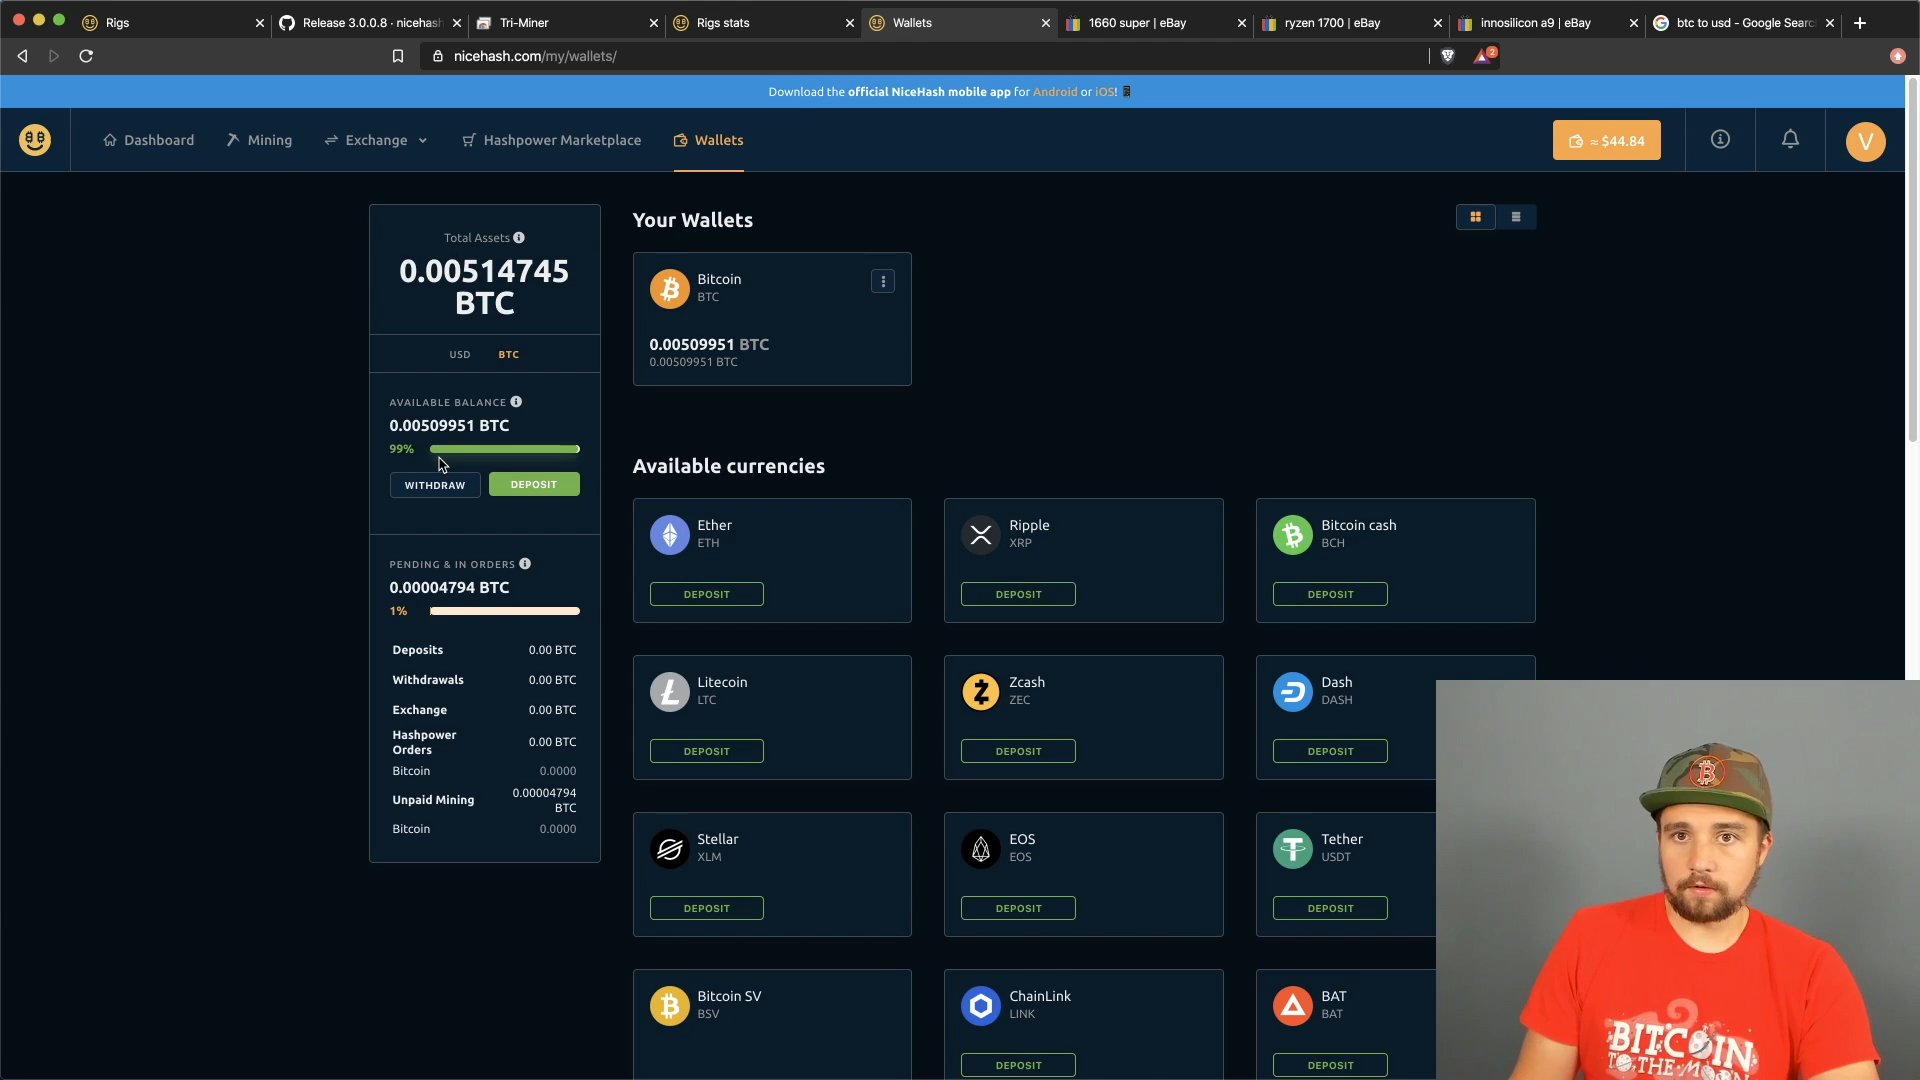 Rigs
Release 3.0.0.8 · nicehash
Tri-Miner
Rigs stats
Wallets
1660 super | eBay
ryzen 1700 | eBay
innosilicon a9 | eBay
btc to usd - Google Searc
nicehash.com/my/wallets/
2
Download the official NiceHash mobile app for Android or iOS!
Dashboard
Mining
Exchange
Hashpower Marketplace
Wallets
≈ $44.84
V
Total Assets
0.00514745
BTC
USD BTC
AVAILABLE BALANCE
0.00509951 BTC
99%
WITHDRAW
DEPOSIT
PENDING & IN ORDERS
0.00004794 BTC
1%
Deposits 0.00 BTC
Withdrawals 0.00 BTC
Exchange 0.00 BTC
Hashpower
Orders 0.00 BTC
Bitcoin 0.0000
Unpaid Mining 0.00004794
BTC
Bitcoin 0.0000
Your Wallets
Bitcoin
BTC
0.00509951 BTC
0.00509951 BTC
Available currencies
Ether
ETH
DEPOSIT
Ripple
XRP
DEPOSIT
Bitcoin cash
BCH
DEPOSIT
Litecoin
LTC
DEPOSIT
Zcash
ZEC
DEPOSIT
Dash
DASH
DEPOSIT
Stellar
XLM
DEPOSIT
EOS
EOS
DEPOSIT
Tether
USDT
DEPOSIT
Bitcoin SV
BSV
ChainLink
LINK
DEPOSIT
BAT
BAT
DEPOSIT
BITCOIN
TO THE MOON